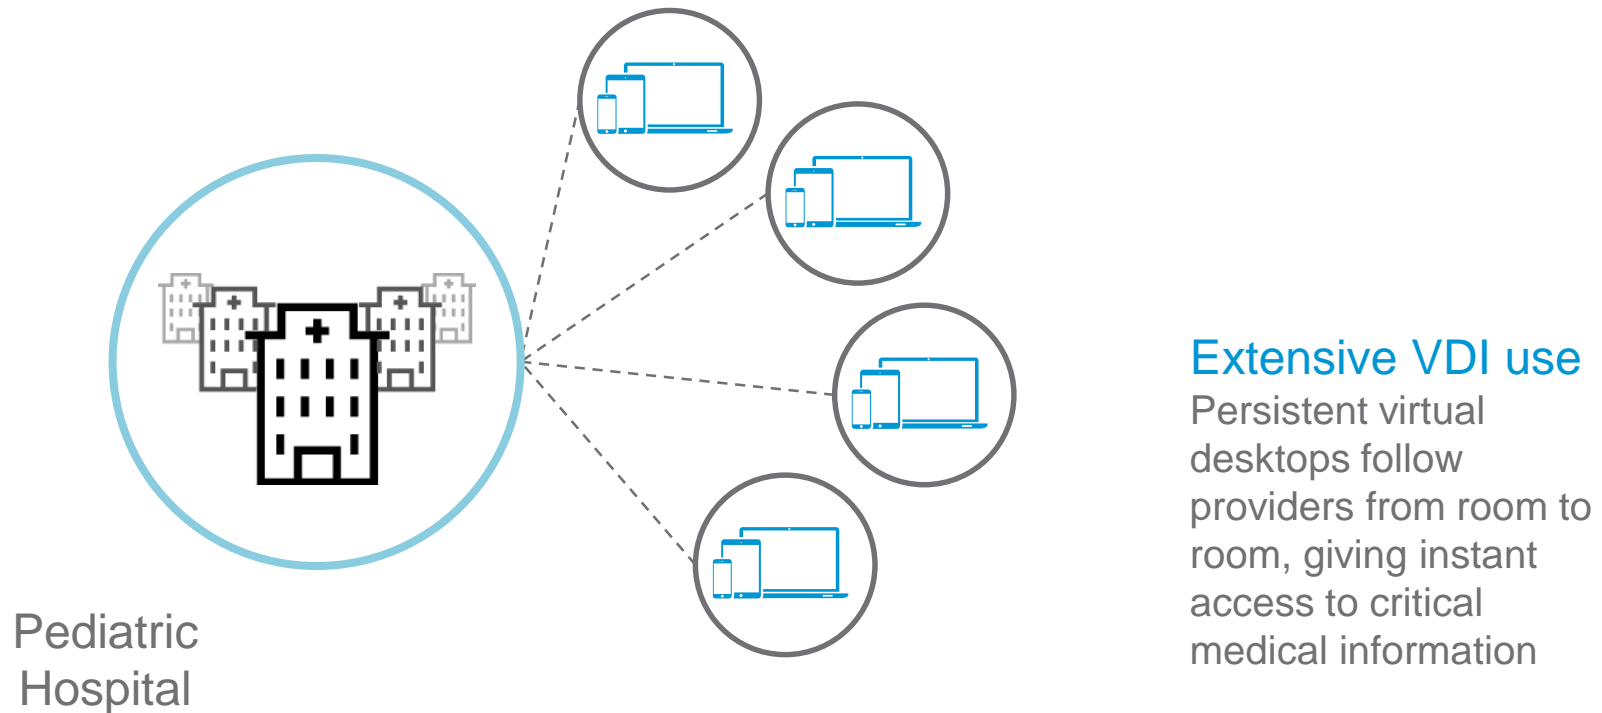 Pediatric
Hospital
Extensive VDI use
Persistent virtual
desktops follow
providers from room to
room, giving instant
access to critical
medical information